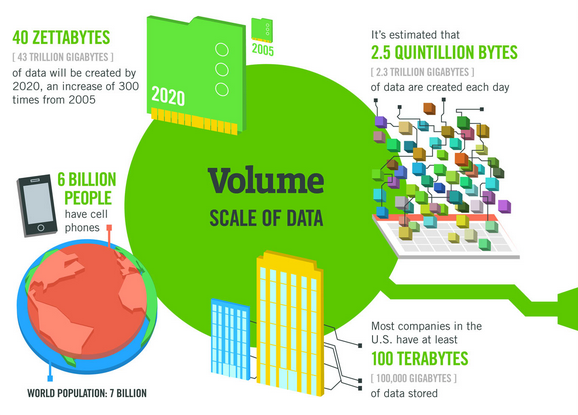 40 ZETTABYTES
[ 43 TRILLION GIGABYTES ]
of data will be created by
2020, an increase of 300
times from 2005
2020
2005
It's estimated that
2.5 QUINTILLION BYTES
[ 2.3 TRILLION GIGABYTES ]
of data are created each day
6 BILLION
PEOPLE
have cell
phones
Volume
SCALE OF DATA
WORLD POPULATION: 7 BILLION
Most companies in the
U.S. have at least
100 TERABYTES
[ 100,000 GIGABYTES ]
of data stored